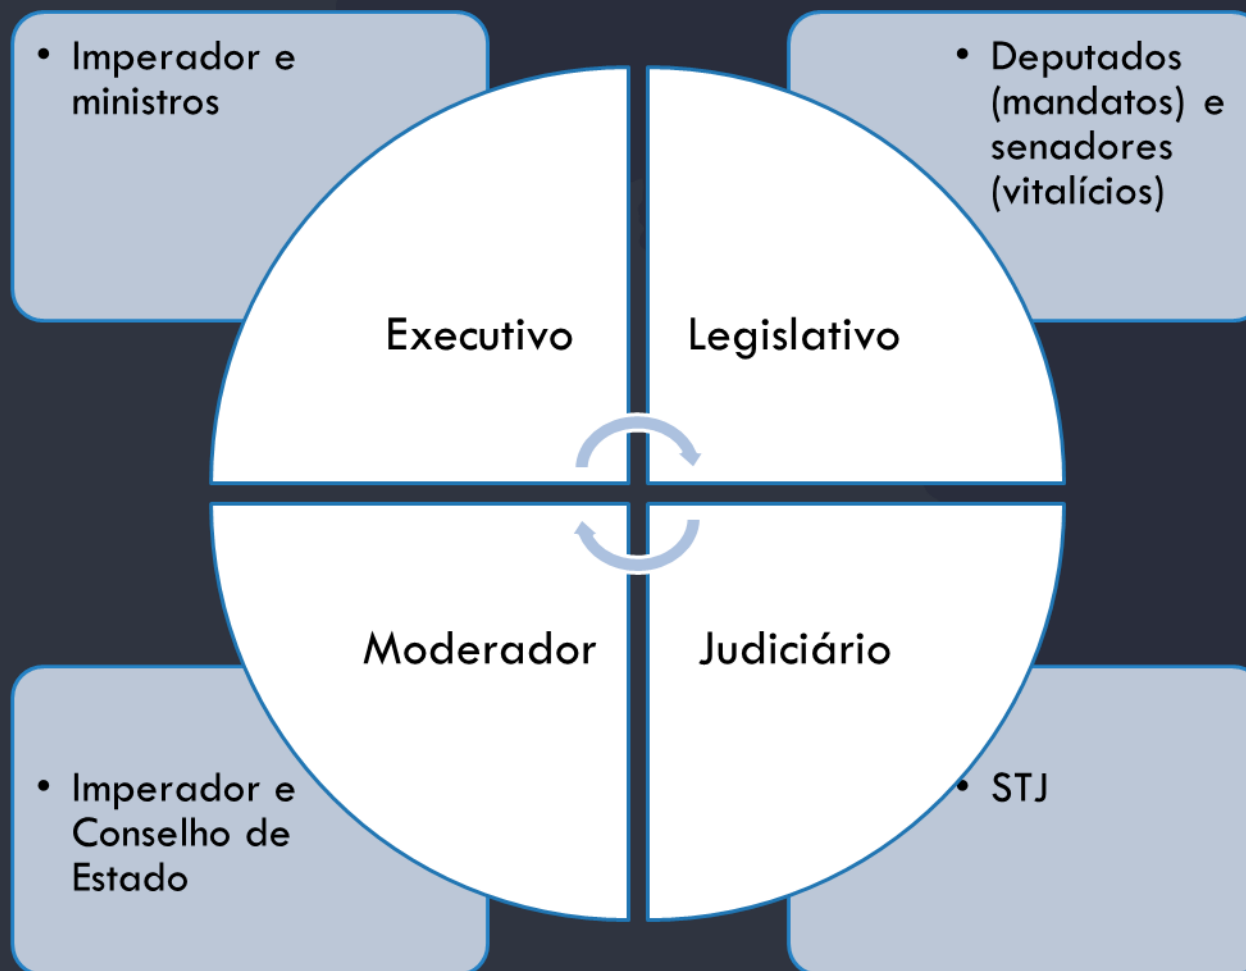 • Imperador e
ministros
• Deputados
(mandatos) e
senadores
(vitalícios)
Executivo
Legislativo
Moderador
Judiciário
• Imperador e
Conselho de
Estado
• STJ